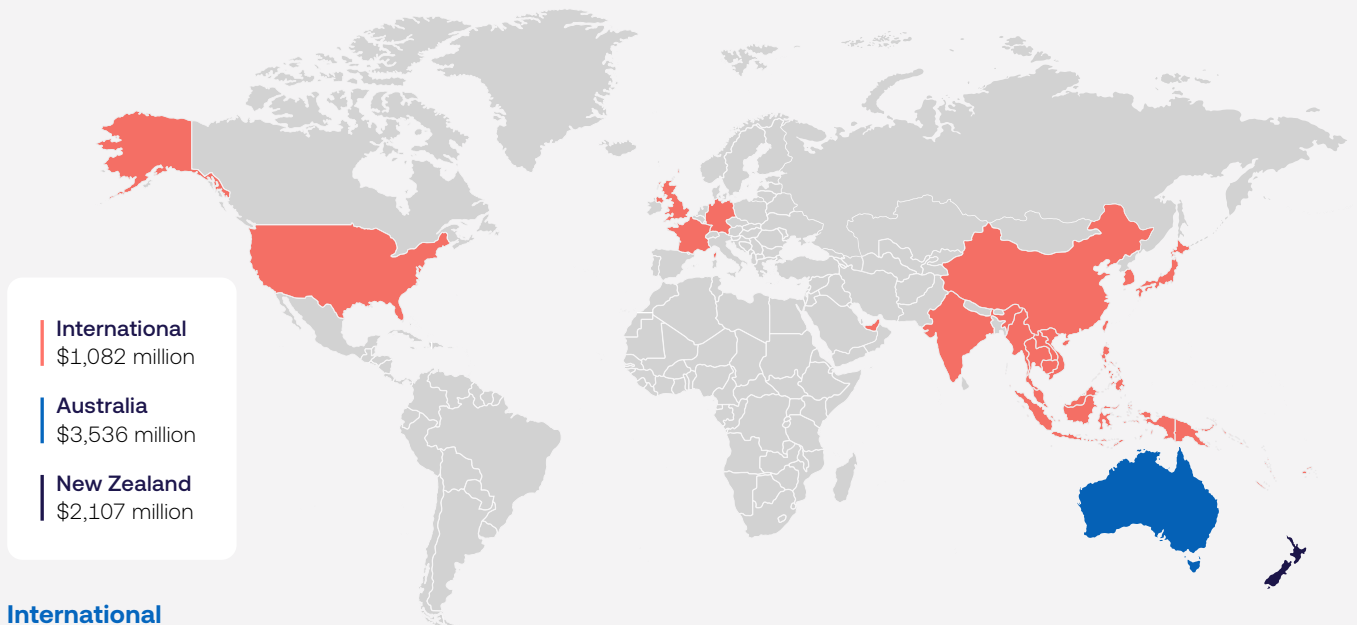 International
$1,082 million
Australia
$3,536 million
New Zealand
$2,107 million
International